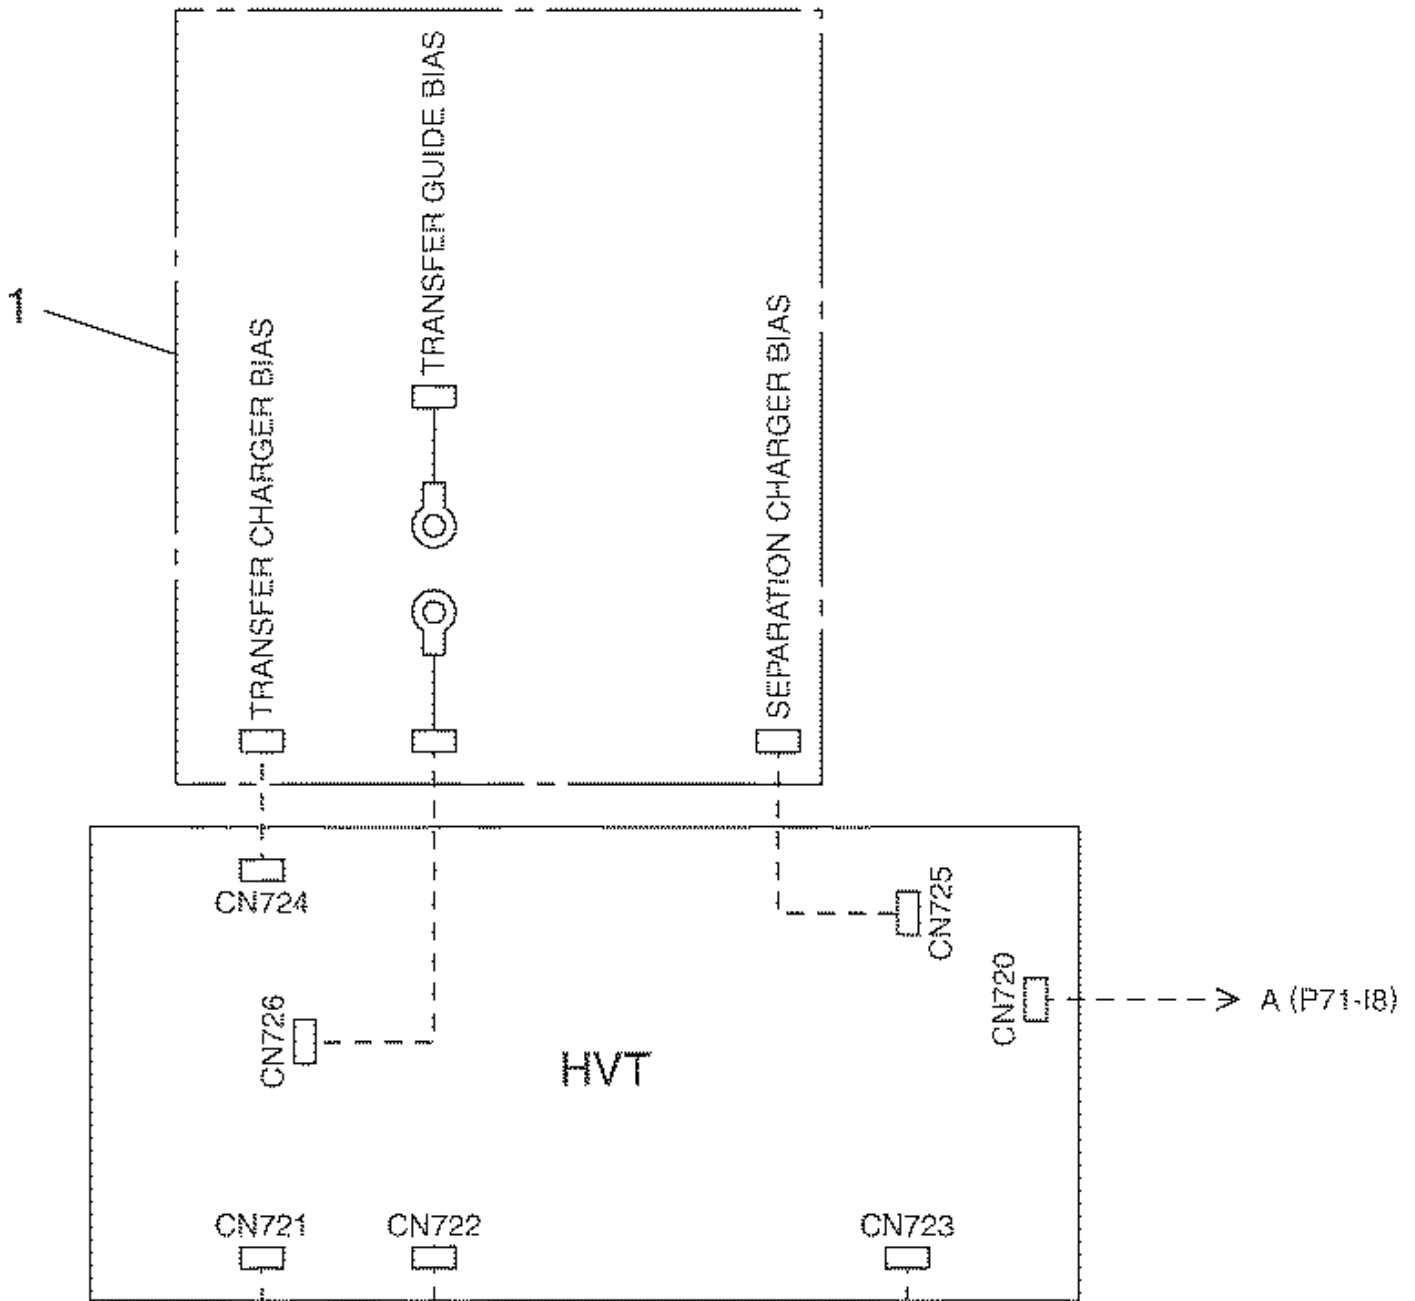 TRANSFER GUIDE BIAS
1
TRANSFER CHARGER BIAS
SEPARATION CHARGER BIAS
CN724
CN725
CN720
A (P71-I8)
CN726
HVT
CN721
CN722
CN723